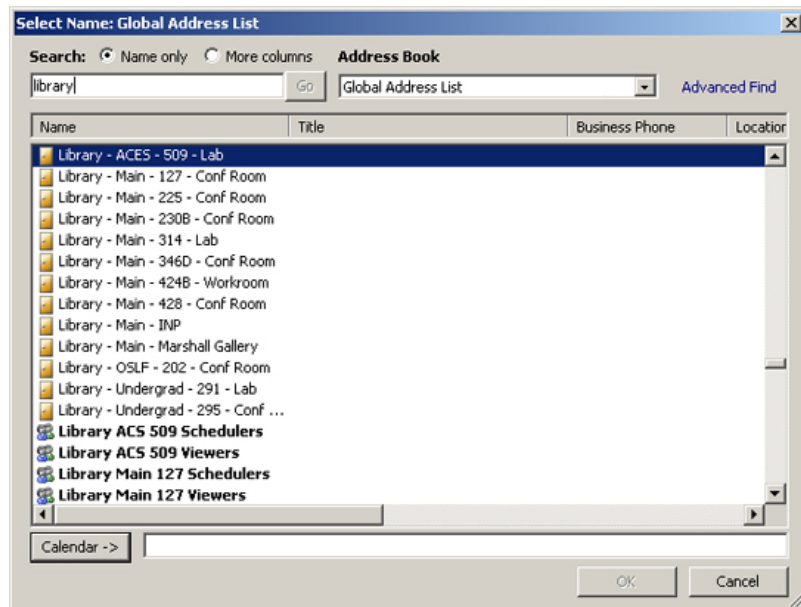 Select Name: Global Address List
Search: Name only More columns Address Book
library Go Global Address List Advanced Find
Name Title Business Phone Location
Library - ACES - 509 - Lab
Library - Main - 127 - Conf Room
Library - Main - 225 - Conf Room
Library - Main - 230B - Conf Room
Library - Main - 314 - Lab
Library - Main - 346D - Conf Room
Library - Main - 424B - Workroom
Library - Main - 428 - Conf Room
Library - Main - INP
Library - Main - Marshall Gallery
Library - OSLF - 202 - Conf Room
Library - Undergrad - 291 - Lab
Library - Undergrad - 295 - Conf ...
Library ACS 509 Schedulers
Library ACS 509 Viewers
Library Main 127 Schedulers
Library Main 127 Viewers
Calendar ->
OK Cancel